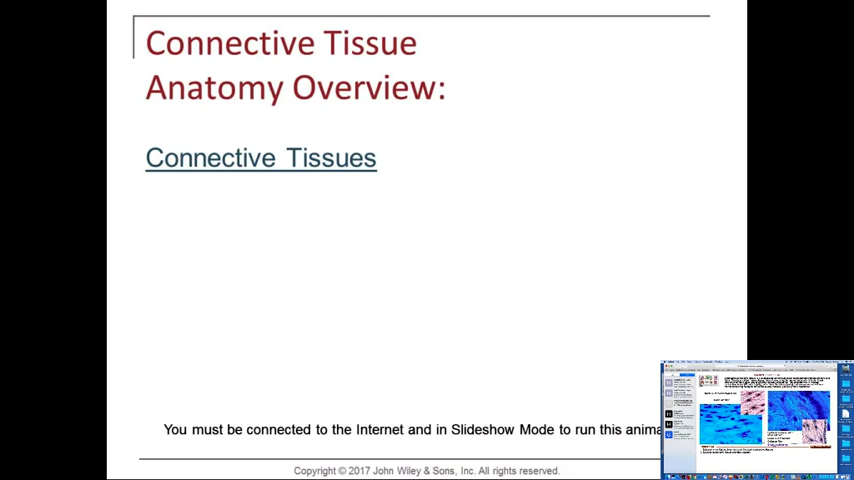 Connective Tissue
Anatomy Overview:
Connective Tissues
You must be connected to the Internet and in Slideshow Mode to run this anima
Copyright © 2017 John Wiley & Sons, Inc. All rights reserved.